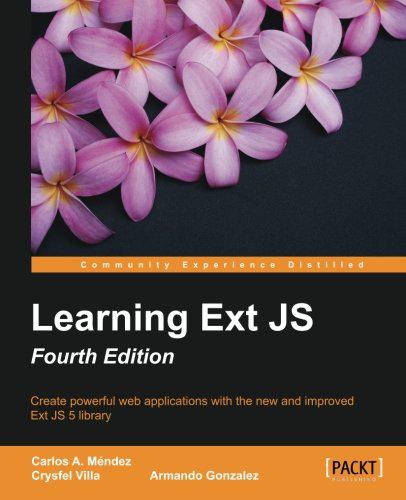 Community Experience Distilled
Learning Ext JS
Fourth Edition
Create powerful web applications with the new and improved
Ext JS 5 library
Carlos A. Méndez
Crysfel Villa Armando Gonzalez
[PACKT]
PUBLISHING